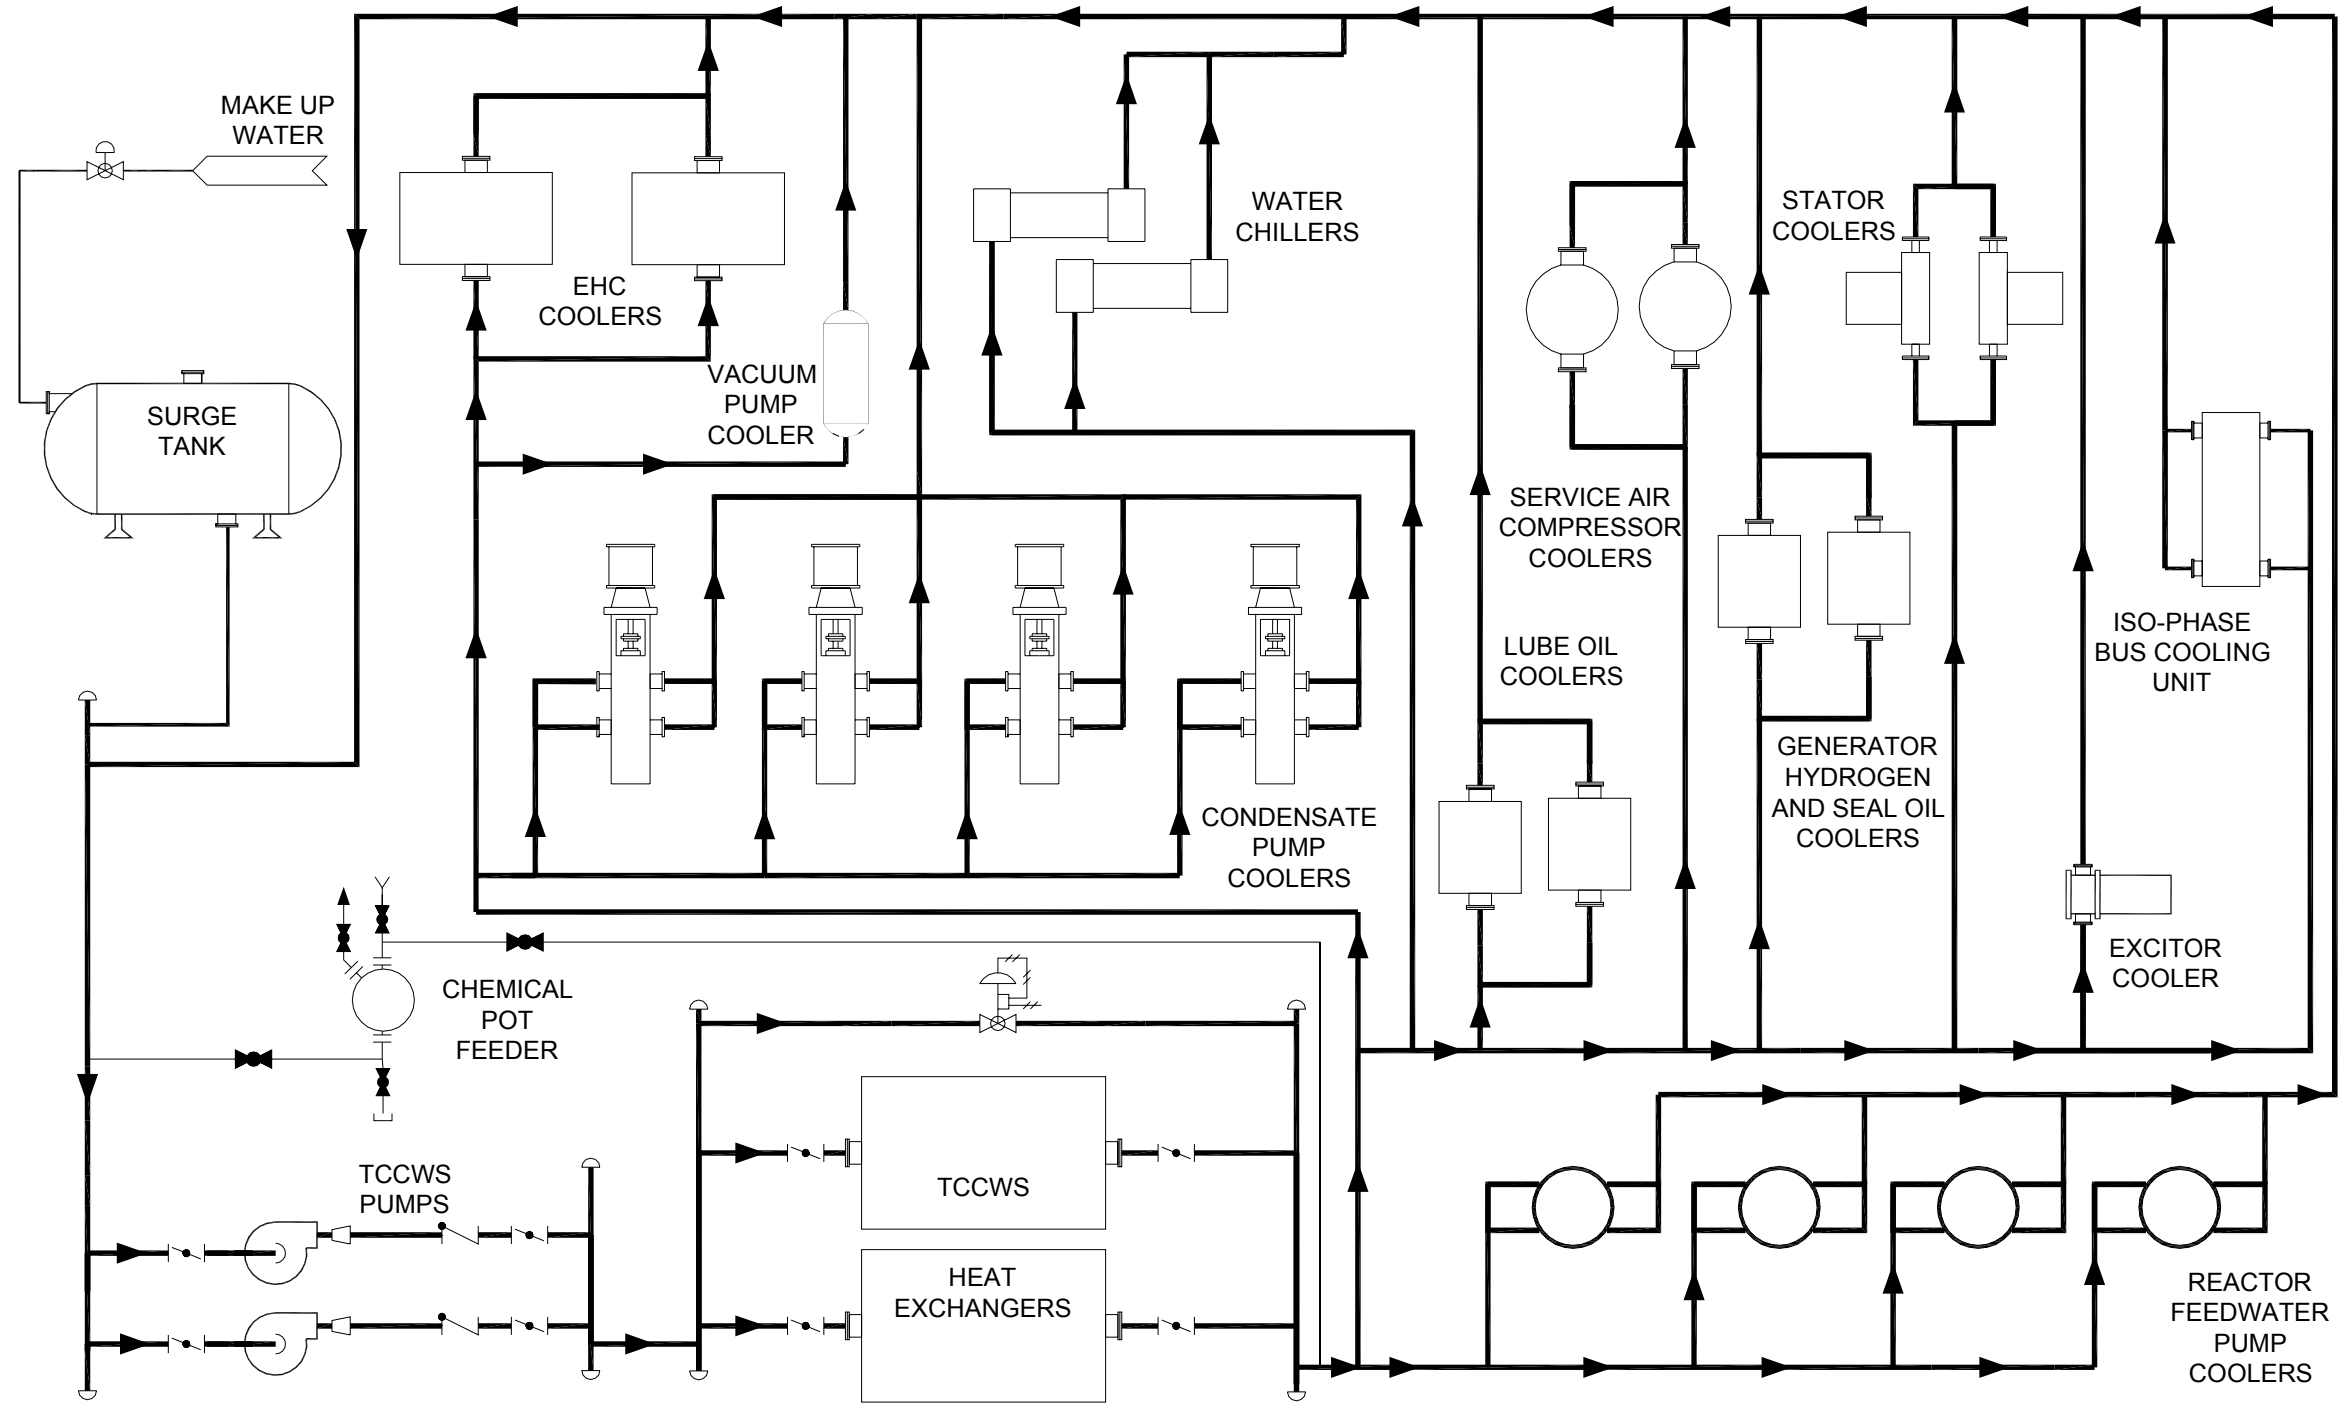 MAKE UP
WATER
SURGE
TANK
EHC
COOLERS
VACUUM
PUMP
COOLER
WATER
CHILLERS
STATOR
COOLERS
SERVICE AIR
COMPRESSOR
COOLERS
LUBE OIL
COOLERS
ISO-PHASE
BUS COOLING
UNIT
GENERATOR
HYDROGEN
AND SEAL OIL
COOLERS
CONDENSATE
PUMP
COOLERS
EXCITOR
COOLER
CHEMICAL
POT
FEEDER
TCCWS
PUMPS
TCCWS
HEAT
EXCHANGERS
REACTOR
FEEDWATER
PUMP
COOLERS